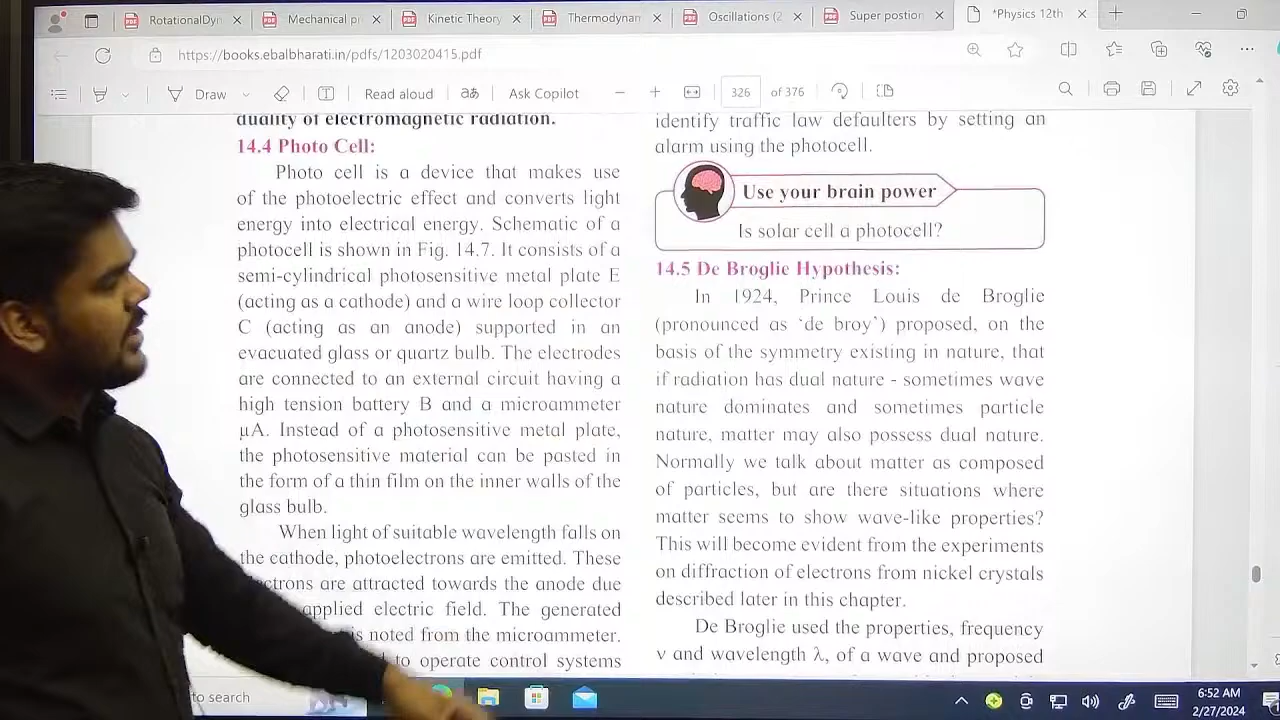 RotationalDyn
Mechanical pr
Kinetic Theory
Thermodynam
Oscillations (2
Super postion
*Physics 12th
https://books.ebalbharati.in/pdfs/1203020415.pdf
Draw
Read aloud
aあ
Ask Copilot
326 of 376
duality of electromagnetic radiation.
14.4 Photo Cell:
Photo cell is a device that makes use
of the photoelectric effect and converts light
energy into electrical energy. Schematic of a
photocell is shown in Fig. 14.7. It consists of a
semi-cylindrical photosensitive metal plate E
(acting as a cathode) and a wire loop collector
C (acting as an anode) supported in an
evacuated glass or quartz bulb. The electrodes
are connected to an external circuit having a
high tension battery B and a microammeter
µA. Instead of a photosensitive metal plate,
the photosensitive material can be pasted in
the form of a thin film on the inner walls of the
glass bulb.
When light of suitable wavelength falls on
the cathode, photoelectrons are emitted. These
electrons are attracted towards the anode due
applied electric field. The generated
is noted from the microammeter.
to operate control systems
identify traffic law defaulters by setting an
alarm using the photocell.
Use your brain power
Is solar cell a photocell?
14.5 De Broglie Hypothesis:
In 1924, Prince Louis de Broglie
(pronounced as ‘de broy’) proposed, on the
basis of the symmetry existing in nature, that
if radiation has dual nature - sometimes wave
nature dominates and sometimes particle
nature, matter may also possess dual nature.
Normally we talk about matter as composed
of particles, but are there situations where
matter seems to show wave-like properties?
This will become evident from the experiments
on diffraction of electrons from nickel crystals
described later in this chapter.
De Broglie used the properties, frequency
ν and wavelength λ, of a wave and proposed
to search
6:52 AM
2/27/2024